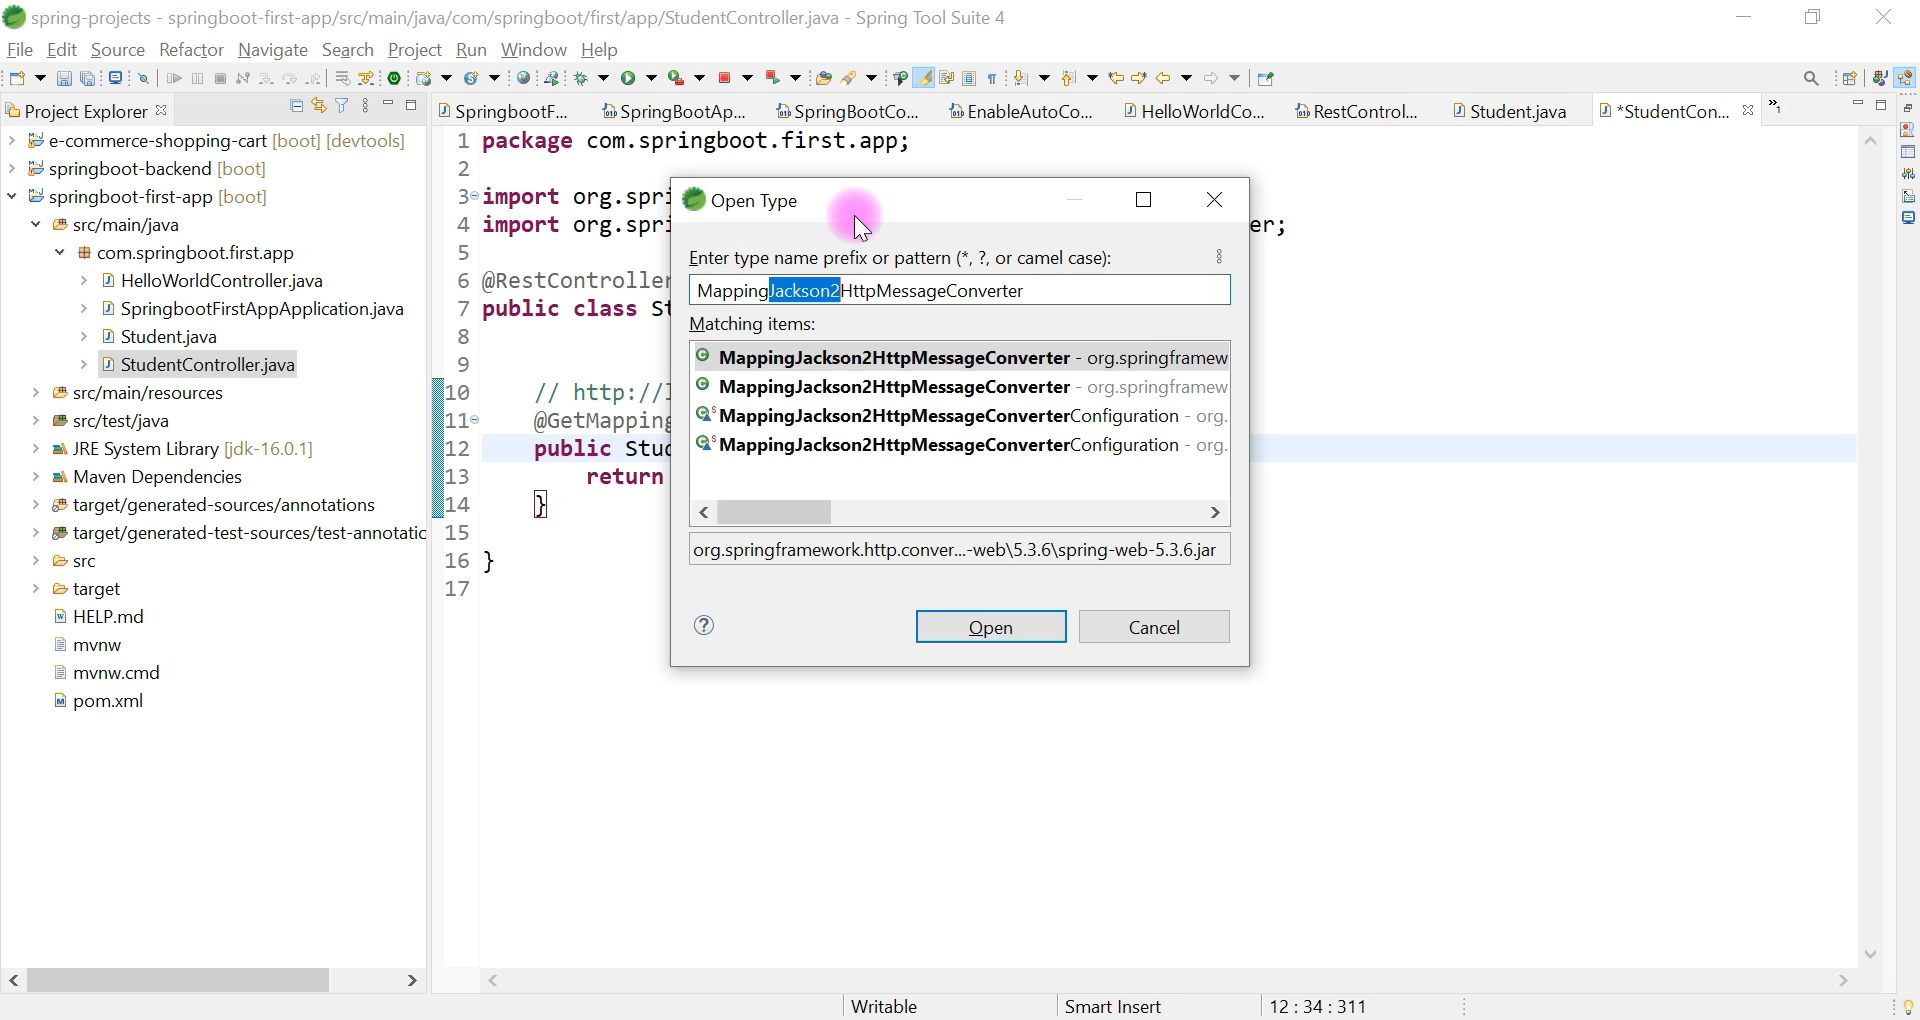 spring-projects - springboot-first-app/src/main/java/com/springboot/first/app/StudentController.java - Spring Tool Suite 4
File Edit Source Refactor Navigate Search Project Run Window Help
Project Explorer
SpringbootF... SpringBootAp... SpringBootCo... EnableAutoCo... HelloWorldCo... RestControl... Student.java *StudentCon... »1
e-commerce-shopping-cart [boot] [devtools]
springboot-backend [boot]
springboot-first-app [boot]
src/main/java
com.springboot.first.app
HelloWorldController.java
SpringbootFirstAppApplication.java
Student.java
StudentController.java
src/main/resources
src/test/java
JRE System Library [jdk-16.0.1]
Maven Dependencies
target/generated-sources/annotations
target/generated-test-sources/test-annotatic
src
target
HELP.md
mvnw
mvnw.cmd
pom.xml
1 package com.springboot.first.app;
2
3 import org.spri
4 import org.spri er;
5
6 @RestController
7 public class St
8
9
10 // http://l
11 @GetMapping
12 public Stud
13 return
14 }
15
16 }
17
Open Type
Enter type name prefix or pattern (*, ?, or camel case):
MappingJackson2HttpMessageConverter
Matching items:
MappingJackson2HttpMessageConverter - org.springframew
MappingJackson2HttpMessageConverter - org.springframew
MappingJackson2HttpMessageConverterConfiguration - org.
MappingJackson2HttpMessageConverterConfiguration - org.
org.springframework.http.conver...-web\5.3.6\spring-web-5.3.6.jar
Open Cancel
Writable Smart Insert 12 : 34 : 311